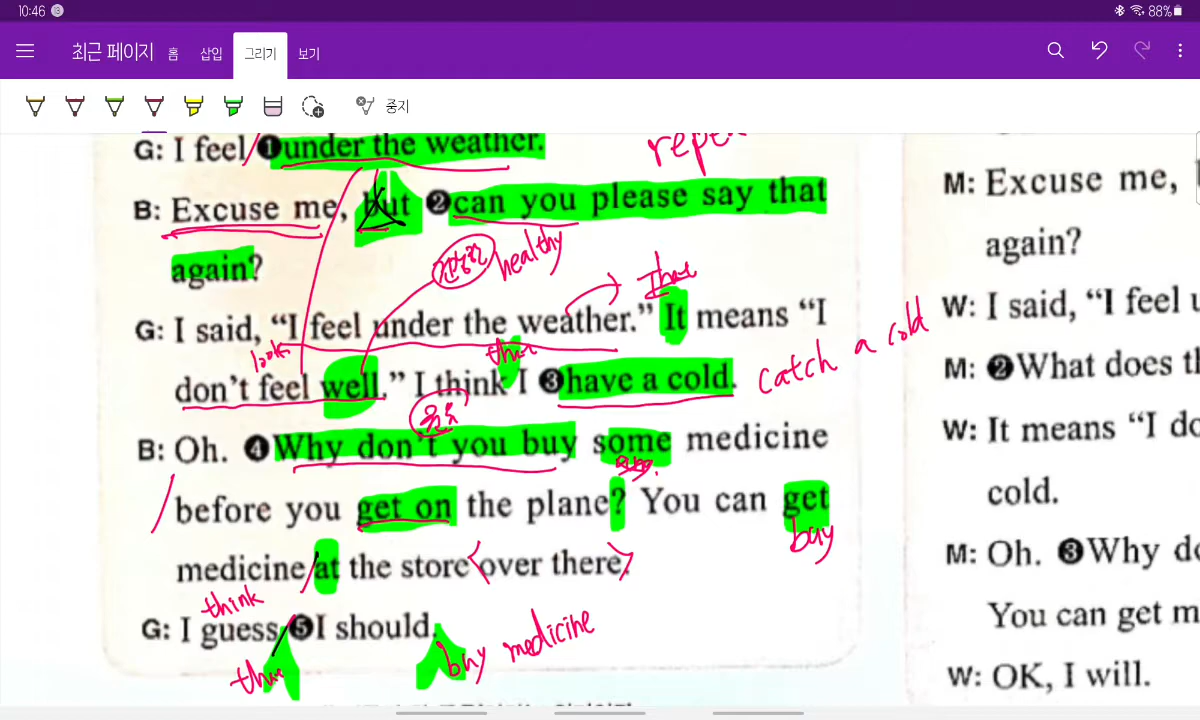 10:46 3 88%
최근 페이지 홈 삽입 그리기 보기
중지
G: I feel ❶under the weather.
B: Excuse me, but ❷can you please say that
again?
건강한 healthy
that
G: I said, "I feel under the weather." It means "I
look that
don't feel well." I think I ❸have a cold.
catch a cold
B: Oh. ❹Why don't you buy some medicine
before you get on the plane? You can get
buy
medicine at the store over there.
think
G: I guess ❺I should.
that buy medicine
M: Excuse me,
again?
W: I said, "I feel u
M: ❷What does th
W: It means "I do
cold.
M: Oh. ❸Why do
You can get m
W: OK, I will.